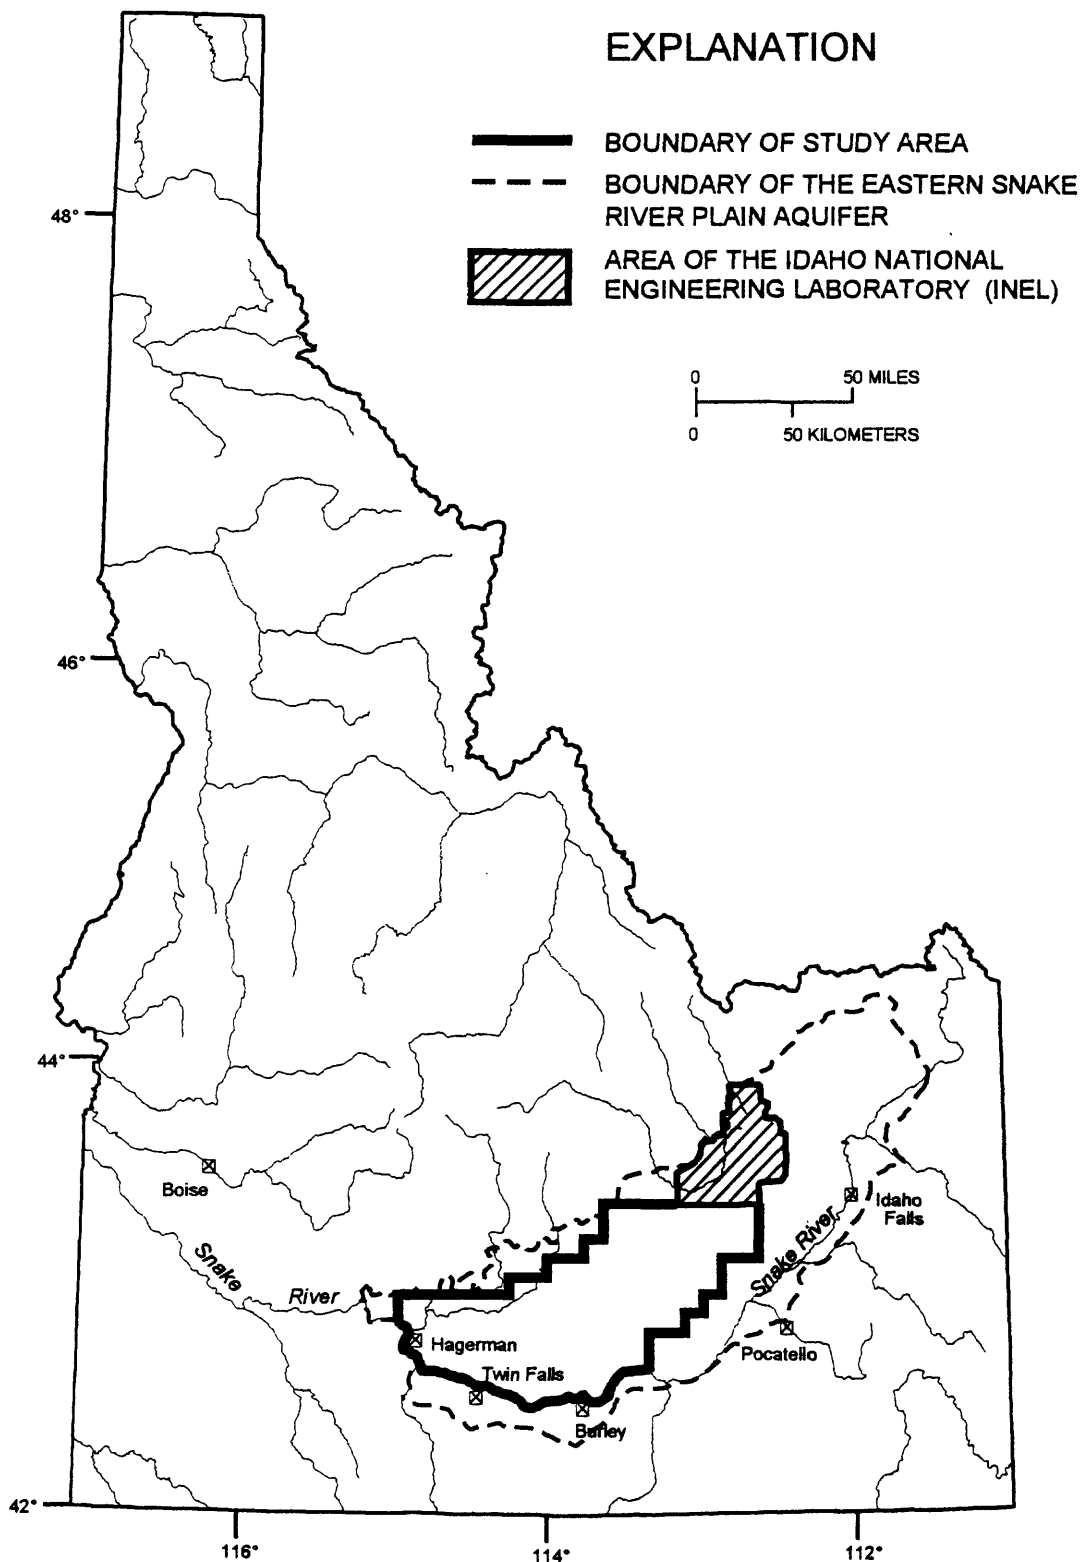 EXPLANATION
BOUNDARY OF STUDY AREA
BOUNDARY OF THE EASTERN SNAKE
RIVER PLAIN AQUIFER
AREA OF THE IDAHO NATIONAL
ENGINEERING LABORATORY (INEL)
0 50 MILES
0 50 KILOMETERS
48°
46°
44°
Boise
Idaho
Falls
Snake River
Snake
River
Hagerman
Pocatello
Twin Falls
Burley
42°
116°
114°
112°